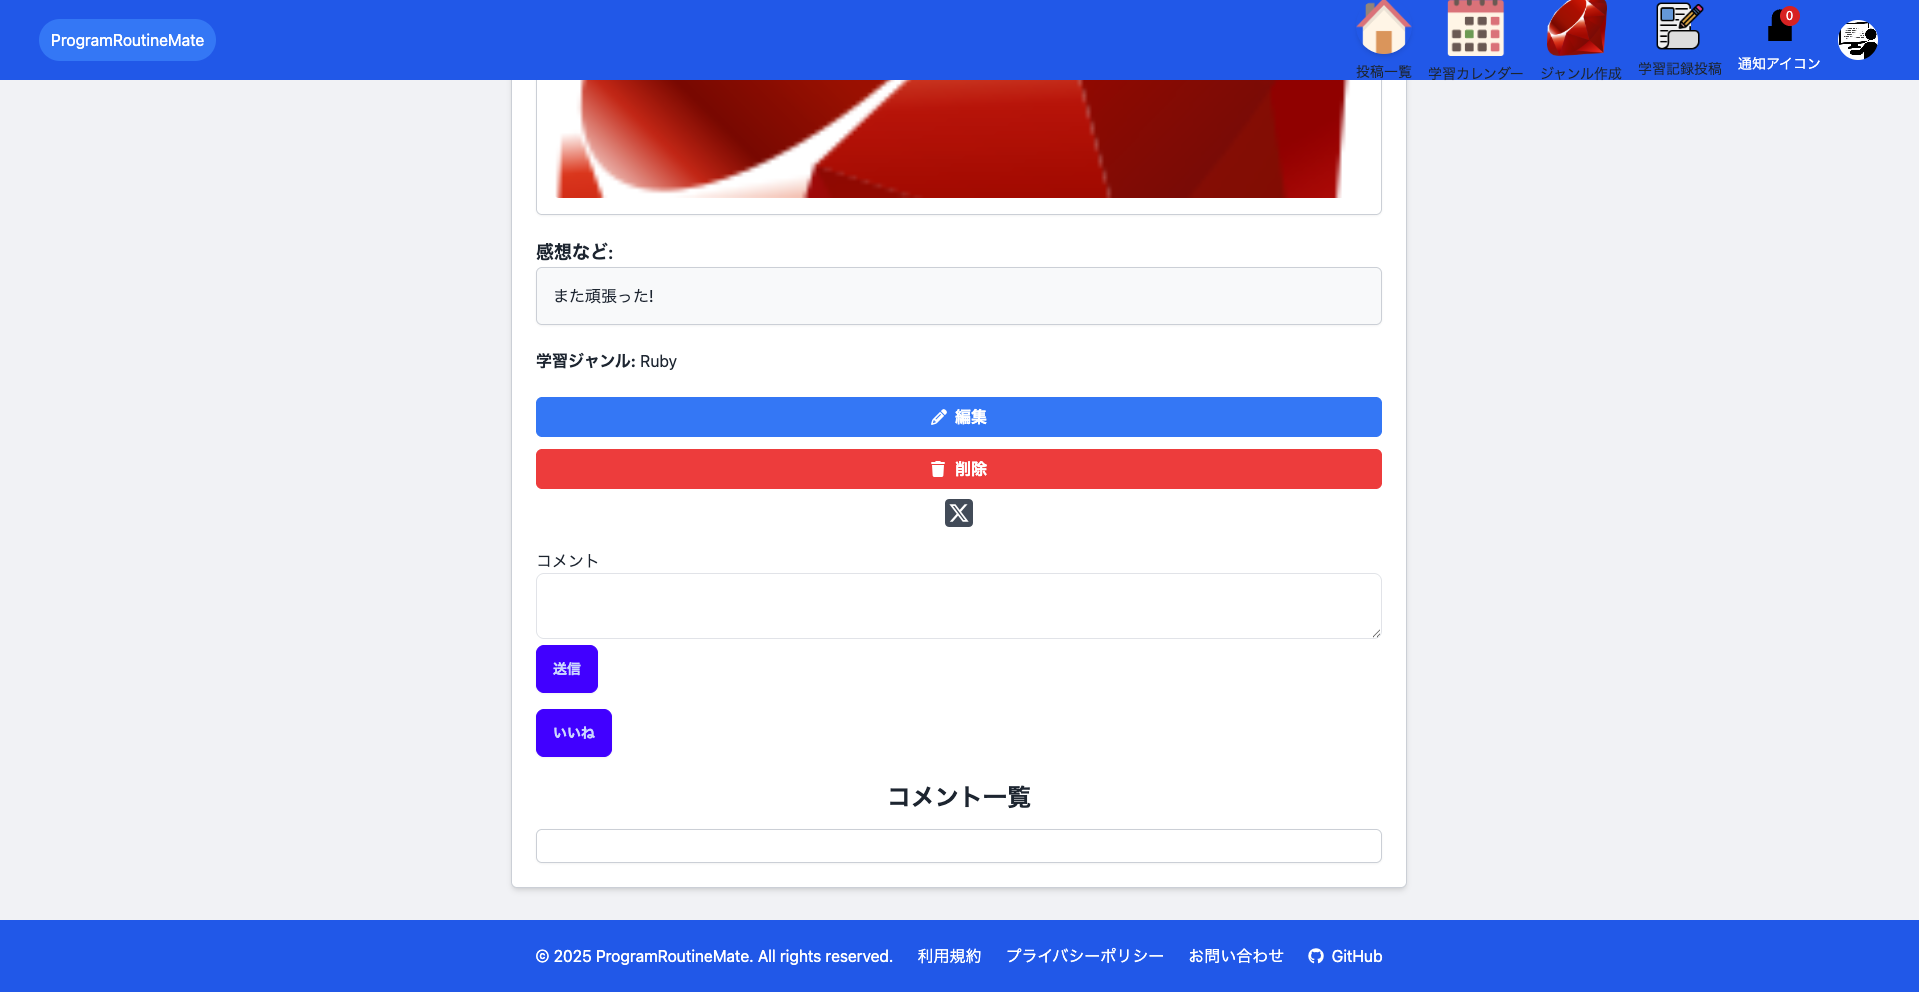 ProgramRoutineMate
投稿一覧
学習カレンダー
ジャンル作成
学習記録投稿
0
通知アイコン
感想など:
また頑張った!
学習ジャンル: Ruby
編集
削除
コメント
送信
いいね
コメント一覧
© 2025 ProgramRoutineMate. All rights reserved. 利用規約 プライバシーポリシー お問い合わせ GitHub